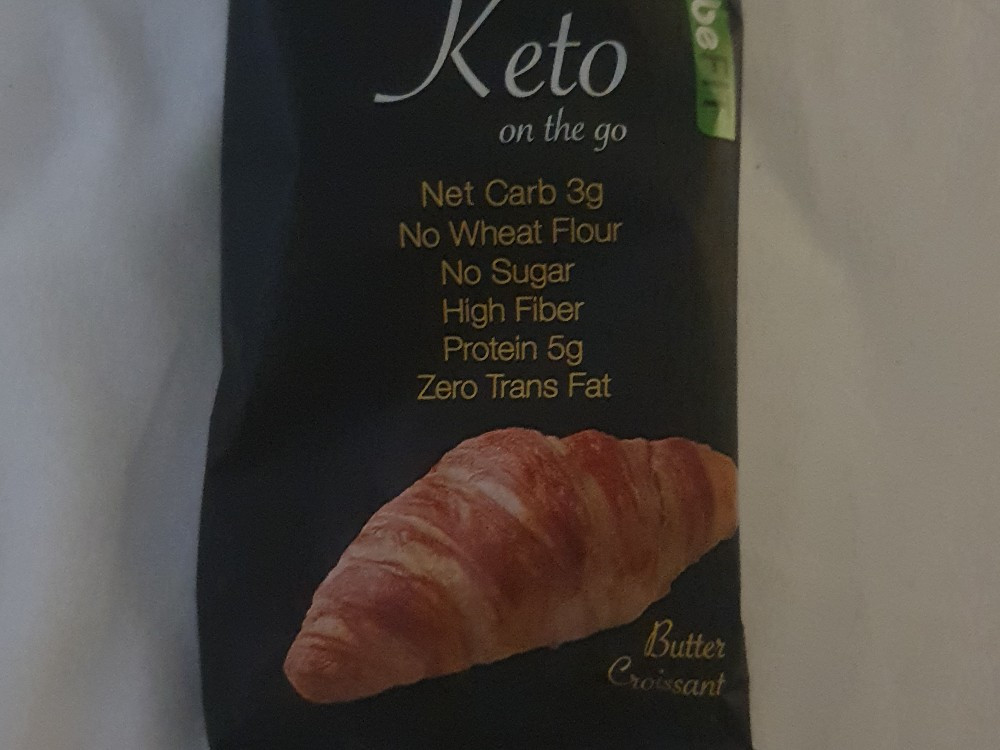 Keto
on the go
beFIT
Net Carb 3g
No Wheat Flour
No Sugar
High Fiber
Protein 5g
Zero Trans Fat
Butter
Croissant